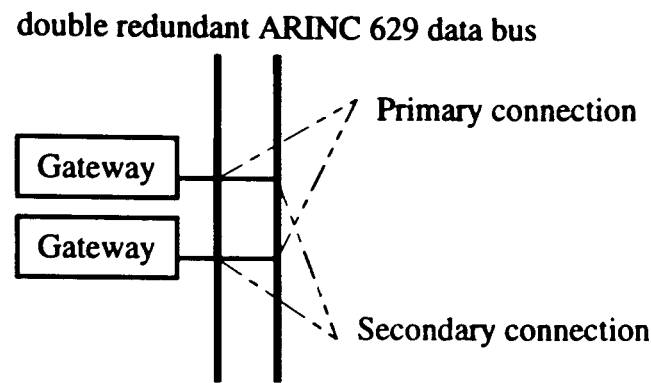 double redundant ARINC 629 data bus
Primary connection
Gateway
Gateway
Secondary connection